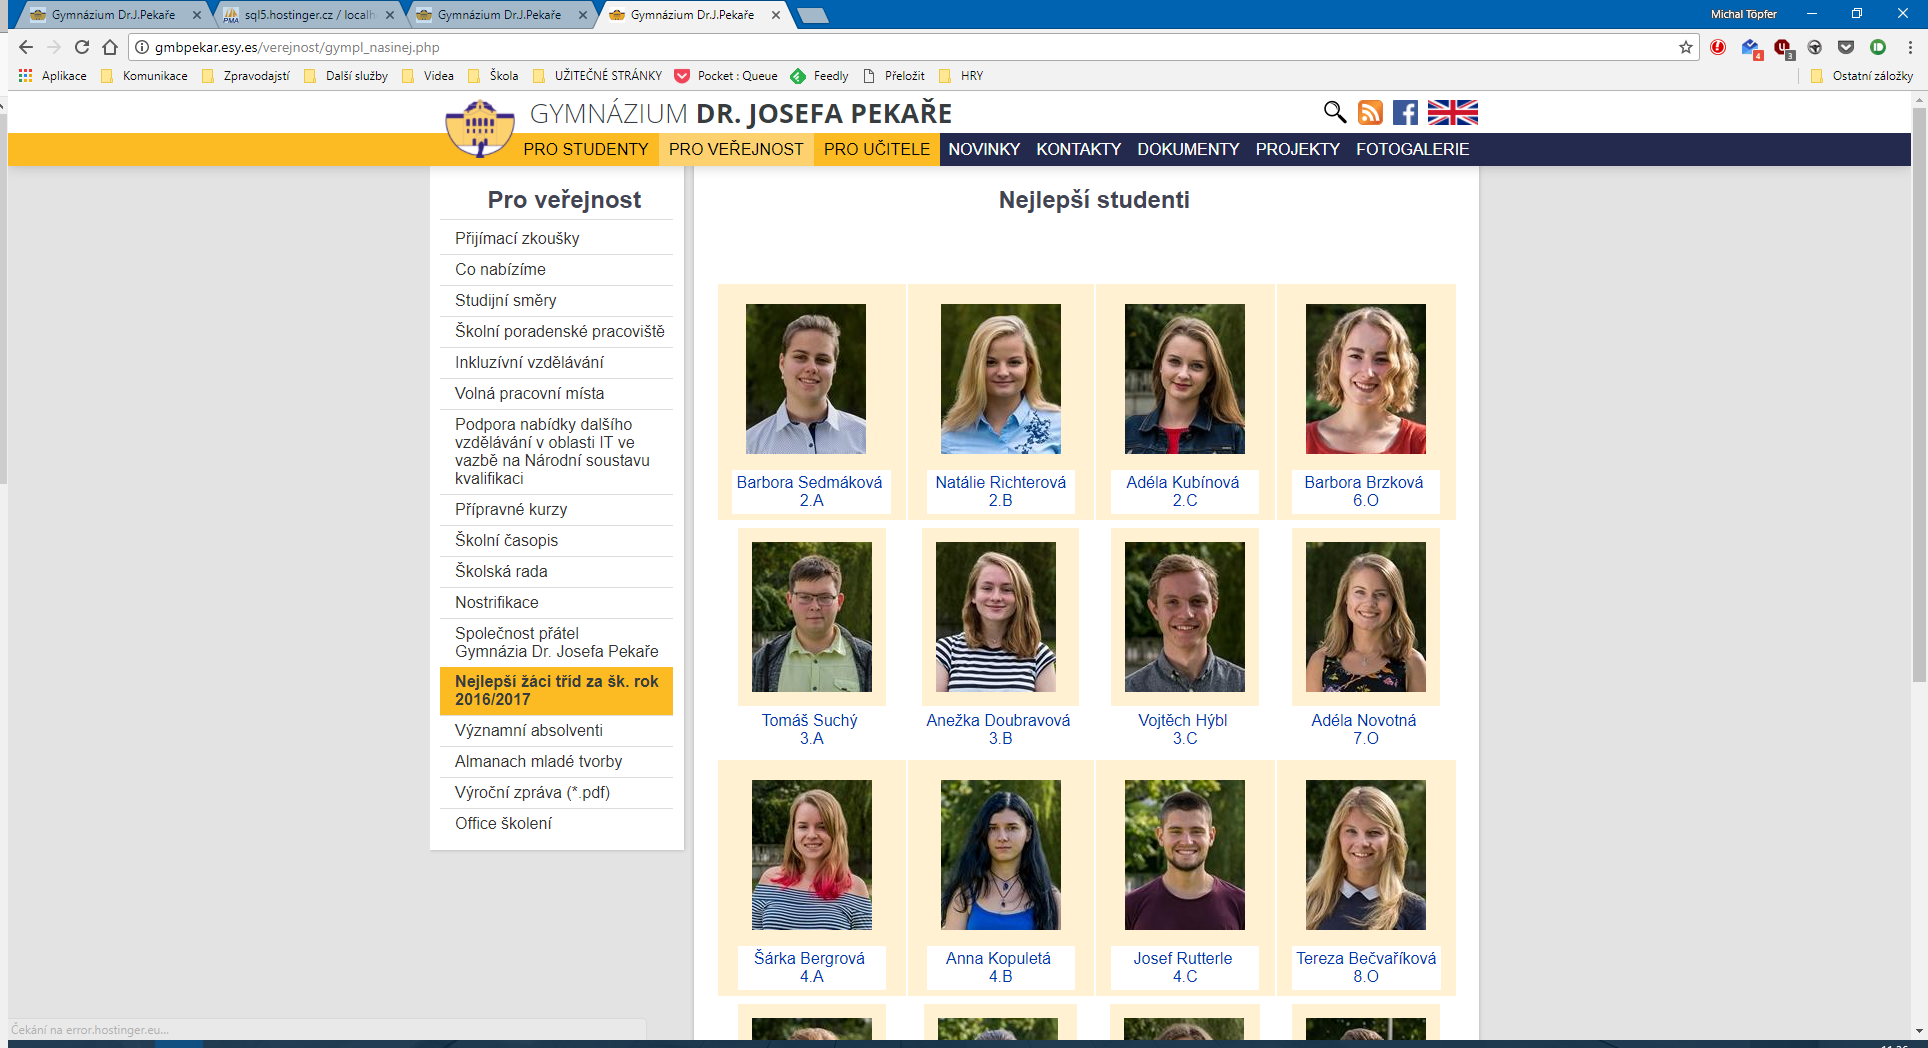 Gymnázium Dr.J.Pekaře
sql5.hostinger.cz / localh
Gymnázium Dr.J.Pekaře
Gymnázium Dr.J.Pekaře
Michal Töpfer
gmbpekar.esy.es/verejnost/gympl_nasinej.php
4
3
Aplikace
Komunikace
Zpravodajstí
Další služby
Videa
Škola
UŽITEČNÉ STRÁNKY
Pocket : Queue
Feedly
Přeložit
HRY
Ostatní záložky
GYMNÁZIUM DR. JOSEFA PEKAŘE
PRO STUDENTY
PRO VEŘEJNOST
PRO UČITELE
NOVINKY
KONTAKTY
DOKUMENTY
PROJEKTY
FOTOGALERIE
Pro veřejnost
Přijímací zkoušky
Co nabízíme
Studijní směry
Školní poradenské pracoviště
Inkluzívní vzdělávání
Volná pracovní místa
Podpora nabídky dalšího
vzdělávání v oblasti IT ve
vazbě na Národní soustavu
kvalifikaci
Přípravné kurzy
Školní časopis
Školská rada
Nostrifikace
Společnost přátel
Gymnázia Dr. Josefa Pekaře
Nejlepší žáci tříd za šk. rok
2016/2017
Významní absolventi
Almanach mladé tvorby
Výroční zpráva (*.pdf)
Office školení
Nejlepší studenti
Barbora Sedmáková
2.A
Natálie Richterová
2.B
Adéla Kubínová
2.C
Barbora Brzková
6.O
Tomáš Suchý
3.A
Anežka Doubravová
3.B
Vojtěch Hýbl
3.C
Adéla Novotná
7.O
Šárka Bergrová
4.A
Anna Kopuletá
4.B
Josef Rutterle
4.C
Tereza Bečvaříková
8.O
Čekání na error.hostinger.eu...